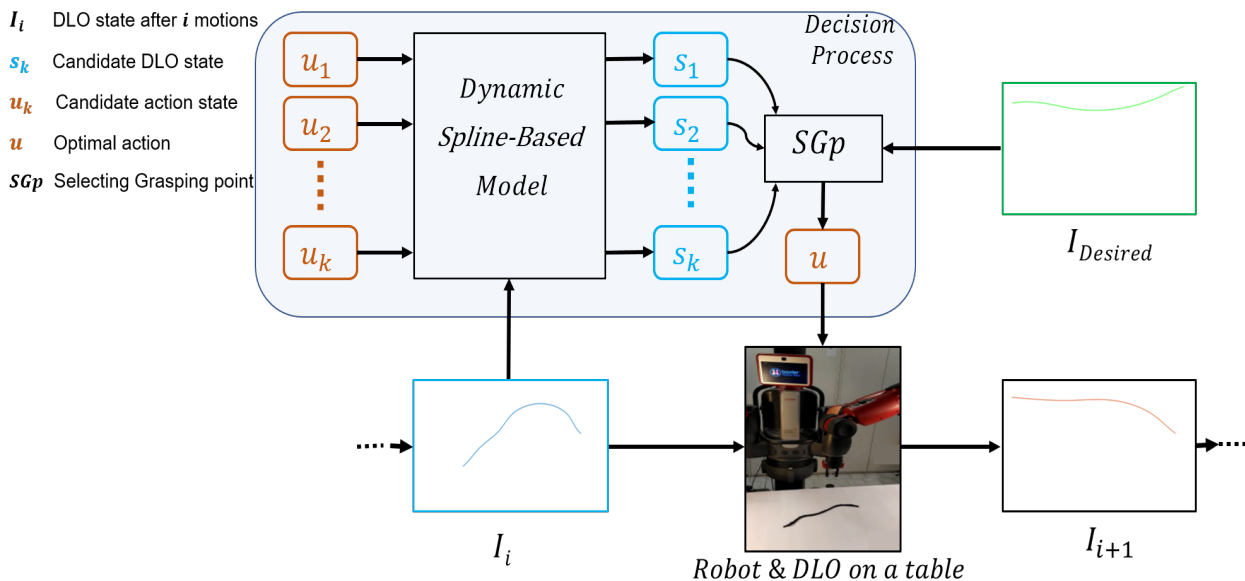 I_i DLO state after i motions
s_k Candidate DLO state
u_k Candidate action state
u Optimal action
SGp Selecting Grasping point
Decision
Process
u_1
u_2
u_k
Dynamic
Spline-Based
Model
s_1
s_2
s_k
SGp
u
I_Desired
I_i
Robot & DLO on a table
I_{i+1}